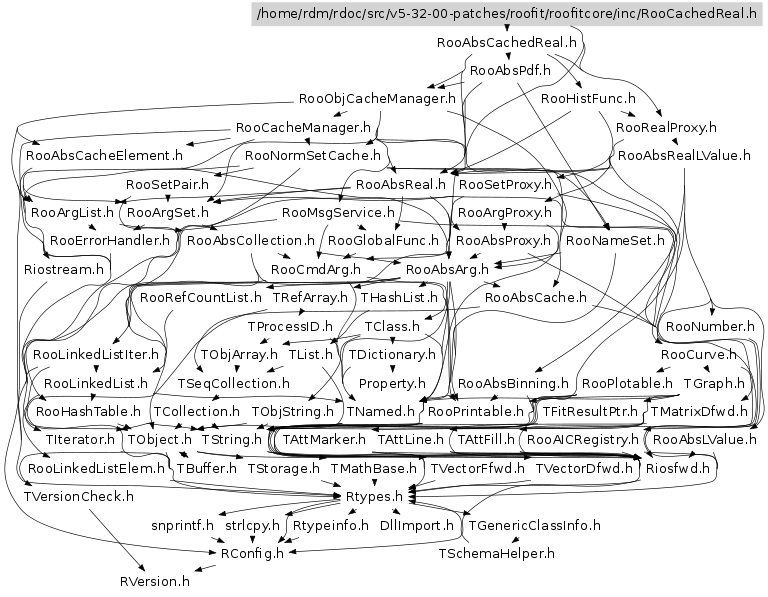 /home/rdm/rdoc/src/v5-32-00-patches/roofit/roofitcore/inc/RooCachedReal.h
RooAbsCachedReal.h
RooAbsPdf.h
RooObjCacheManager.h RooHistFunc.h
RooCacheManager.h RooRealProxy.h
RooAbsCacheElement.h RooNormSetCache.h RooAbsRealLValue.h
RooSetPair.h RooAbsReal.h RooSetProxy.h
RooArgList.h RooArgSet.h RooMsgService.h RooArgProxy.h
RooErrorHandler.h RooAbsCollection.h RooGlobalFunc.h RooAbsProxy.h RooNameSet.h
Riostream.h RooCmdArg.h RooAbsArg.h
RooRefCountList.h TRefArray.h THashList.h RooAbsCache.h
TProcessID.h TClass.h RooNumber.h
RooLinkedListIter.h TObjArray.h TList.h TDictionary.h RooCurve.h
RooLinkedList.h TSeqCollection.h Property.h RooAbsBinning.h RooPlotable.h TGraph.h
RooHashTable.h TCollection.h TObjString.h TNamed.h RooPrintable.h TFitResultPtr.h TMatrixDfwd.h
TIterator.h TObject.h TString.h TAttMarker.h TAttLine.h TAttFill.h RooAICRegistry.h RooAbsLValue.h
RooLinkedListElem.h TBuffer.h TStorage.h TMathBase.h TVectorFfwd.h TVectorDfwd.h Riosfwd.h
TVersionCheck.h Rtypes.h
snprintf.h strlcpy.h Rtypeinfo.h DllImport.h TGenericClassInfo.h
RConfig.h TSchemaHelper.h
RVersion.h